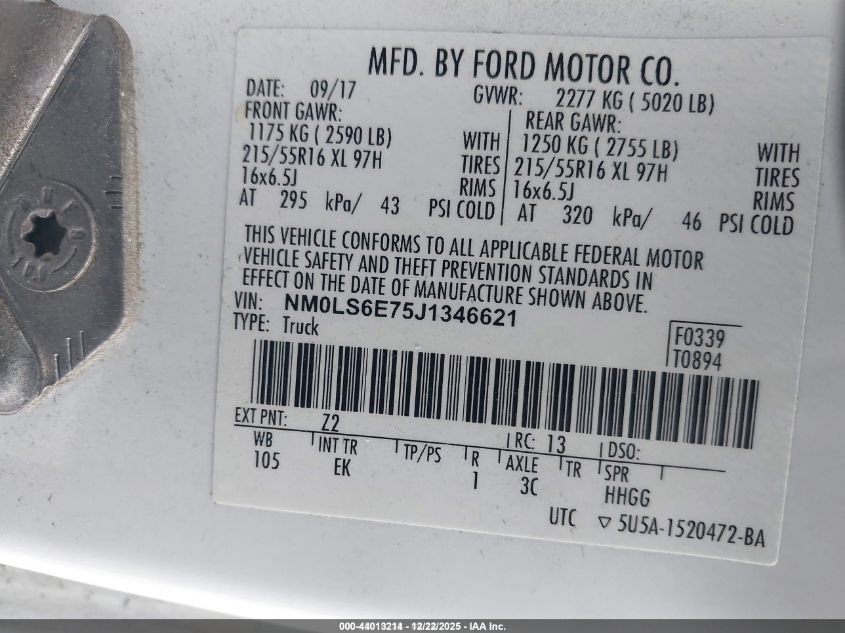 MFD. BY FORD MOTOR CO.
DATE: 09/17 GVWR: 2277 KG ( 5020 LB)
FRONT GAWR: REAR GAWR:
1175 KG ( 2590 LB) WITH 1250 KG ( 2755 LB) WITH
215/55R16 XL 97H TIRES 215/55R16 XL 97H TIRES
16x6.5J RIMS 16x6.5J RIMS
AT 295 kPa/ 43 PSI COLD AT 320 kPa/ 46 PSI COLD
THIS VEHICLE CONFORMS TO ALL APPLICABLE FEDERAL MOTOR
VEHICLE SAFETY AND THEFT PREVENTION STANDARDS IN
EFFECT ON THE DATE OF MANUFACTURE SHOWN ABOVE.
VIN: NM0LS6E75J1346621
TYPE: Truck
F0339
T0894
EXT PNT: Z2 RC: 13 DSO:
WB INT TR TP/PS R AXLE TR SPR
105 EK 1 3C HHGG
UTC ▽ 5U5A-1520472-BA
000-44013214 - 12/22/2025 - IAA Inc.